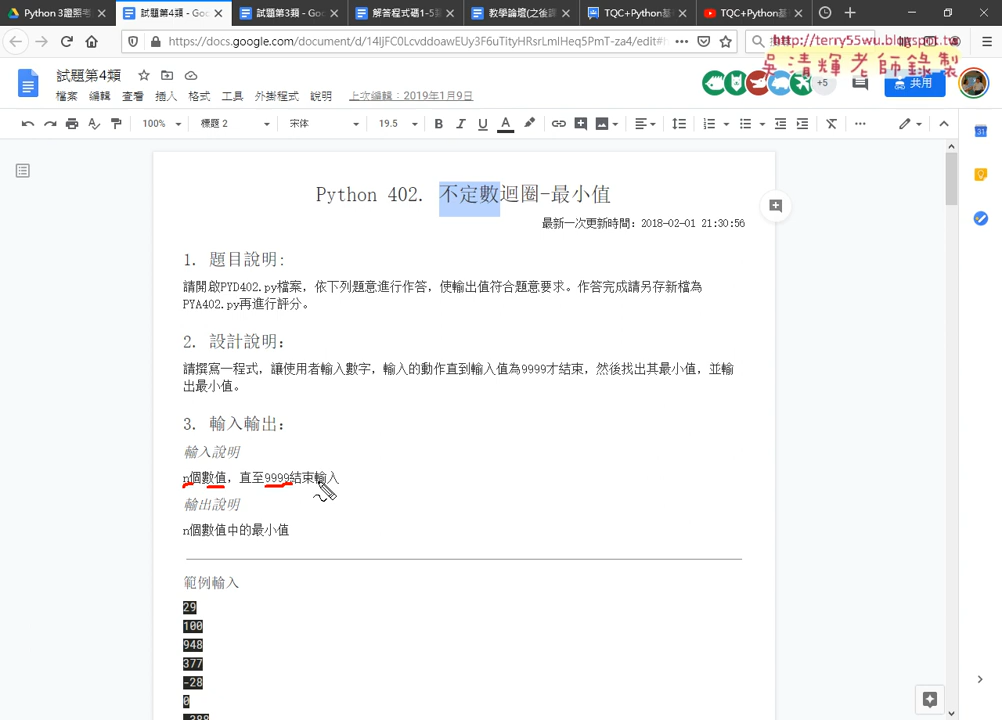 Python 3證照考
試題第4類 - Goo
試題第3類 - Goo
解答程式碼1-5
教學論壇(之後課
TQC+Python基
TQC+Python基
https://docs.google.com/document/d/14IjFC0LcvddoawEUy3F6uTityHRsrLmlHeq5PmT-za4/edit#h
http://terry55wu.blogspot.tw
吳清輝老師錄製
試題第4類
檔案 編輯 查看 插入 格式 工具 外掛程式 說明 上次編輯：2019年1月9日
+5
共用
100% 標題 2 宋体 19.5 B I U A
31
Python 402. 不定數迴圈-最小值
最新一次更新時間：2018-02-01 21:30:56
1. 題目說明:
請開啟PYD402.py檔案，依下列題意進行作答，使輸出值符合題意要求。作答完成請另存新檔為
PYA402.py再進行評分。
2. 設計說明：
請撰寫一程式，讓使用者輸入數字，輸入的動作直到輸入值為9999才結束，然後找出其最小值，並輸
出最小值。
3. 輸入輸出：
輸入說明
n個數值，直至9999結束輸入
輸出說明
n個數值中的最小值
範例輸入
29
100
948
377
-28
0
-388